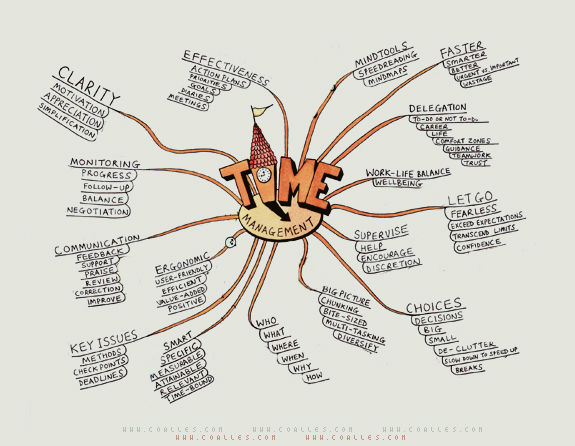 CLARITY
MOTIVATION
APPRECIATION
SIMPLIFICATION
EFFECTIVENESS
ACTION PLANS
PRIORITIES
GOALS
DIARIES
MEETINGS
MINDTOOLS
SPEEDREADING
MINDMAPS
FASTER
SMARTER
BETTER
URGENT VS IMPORTANT
WASTAGE
MONITORING
PROGRESS
FOLLOW-UP
BALANCE
NEGOTIATION
TIME
MANAGEMENT
DELEGATION
TO-DO OR NOT TO-DO
CAREER
LIFE
COMFORT ZONES
GUIDANCE
TEAMWORK
TRUST
WORK-LIFE BALANCE
WELLBEING
LET GO
FEARLESS
EXCEED EXPECTATIONS
TRANSCEND LIMITS
CONFIDENCE
COMMUNICATION
FEEDBACK
SUPPORT
PRAISE
REVIEW
CORRECTION
IMPROVE
ERGONOMIC
USER-FRIENDLY
EFFICIENT
VALUE-ADDED
POSITIVE
SUPERVISE
HELP
ENCOURAGE
DISCRETION
KEY ISSUES
METHODS
CHECKPOINTS
DEADLINES
SMART
SPECIFIC
MEASURABLE
ATTAINABLE
RELEVANT
TIME-BOUND
WHO
WHAT
WHERE
WHEN
WHY
HOW
BIG PICTURE
CHUNKING
BITE-SIZED
MULTI-TASKING
DIVERSIFY
CHOICES
DECISIONS
BIG
SMALL
DE-CLUTTER
SLOW DOWN TO SPEED UP
BREAKS
WWW.COALLES.COM WWW.COALLES.COM WWW.COALLES.COM
WWW.COALLES.COM WWW.COALLES.COM